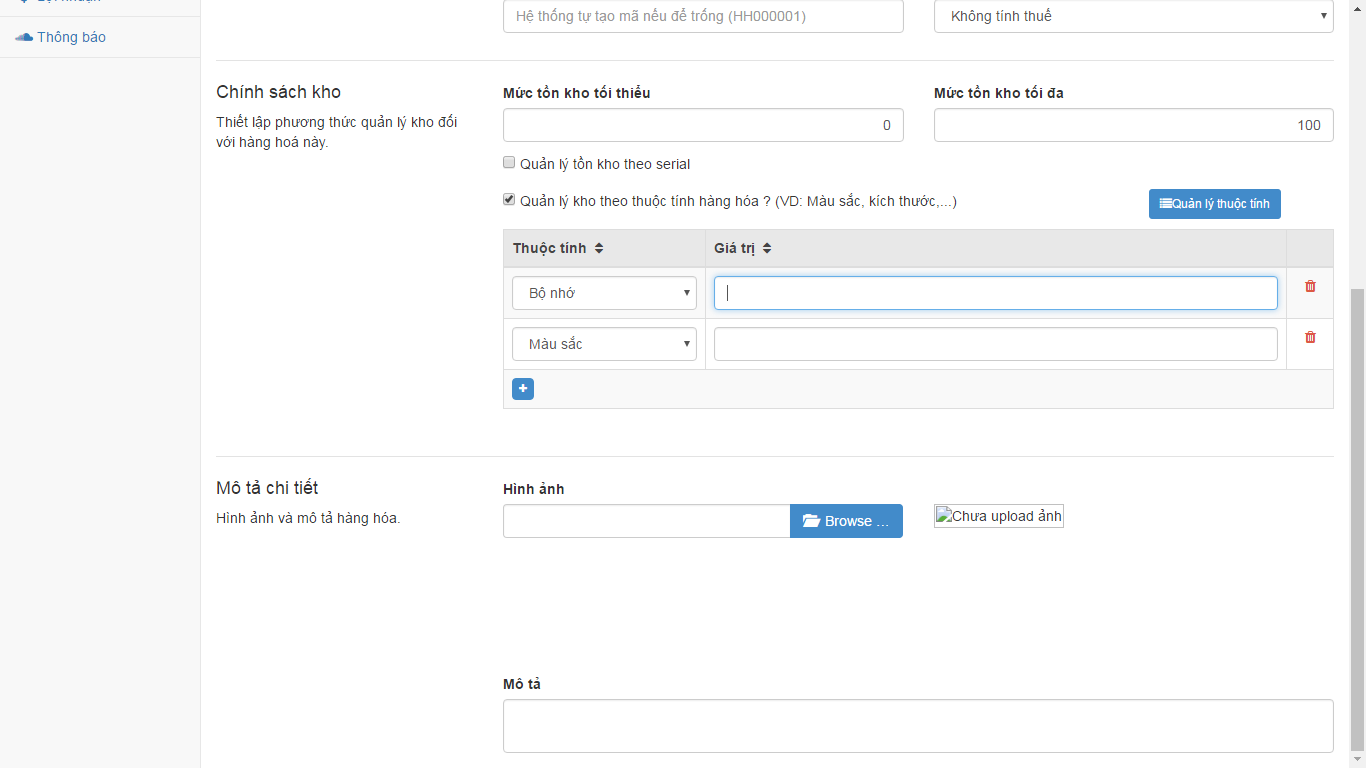 Thông báo
Hệ thống tự tạo mã nếu để trống (HH000001)
Không tính thuế
Chính sách kho
Thiết lập phương thức quản lý kho đối
với hàng hoá này.
Mức tồn kho tối thiểu
Mức tồn kho tối đa
0
100
Quản lý tồn kho theo serial
Quản lý kho theo thuộc tính hàng hóa ? (VD: Màu sắc, kích thước,...)
Quản lý thuộc tính
Thuộc tính
Giá trị
Bộ nhớ
Màu sắc
Mô tả chi tiết
Hình ảnh và mô tả hàng hóa.
Hình ảnh
Browse ...
Chưa upload ảnh
Mô tả